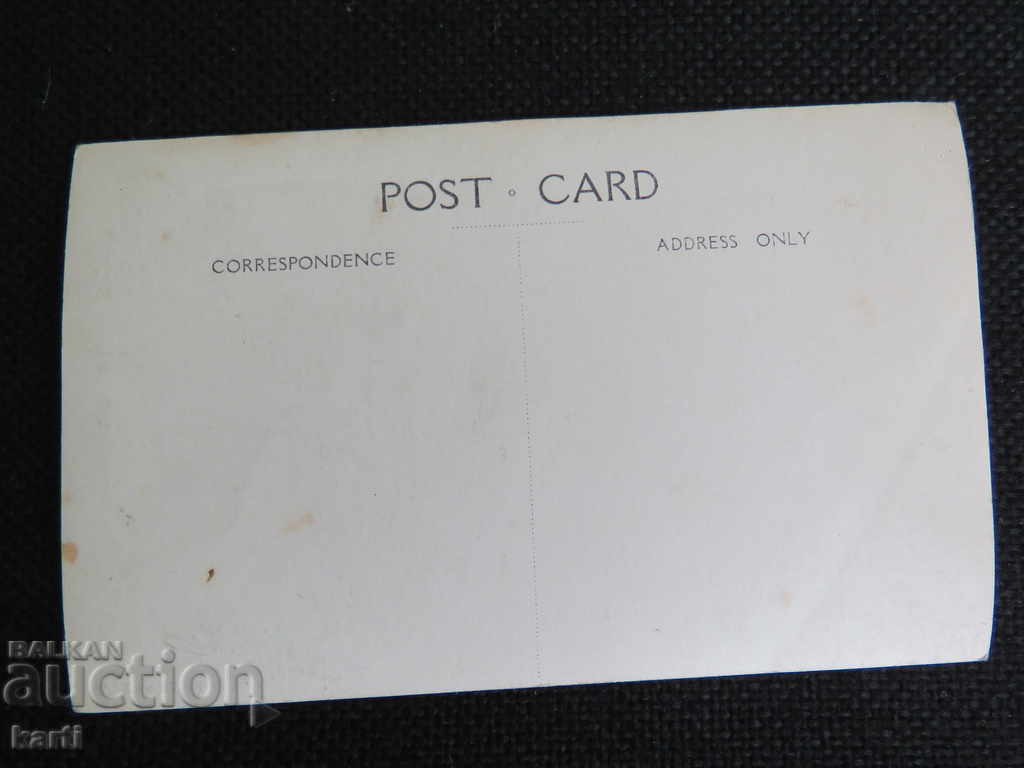 POST ° CARD
CORRESPONDENCE
ADDRESS ONLY
BALKAN
auction
karti